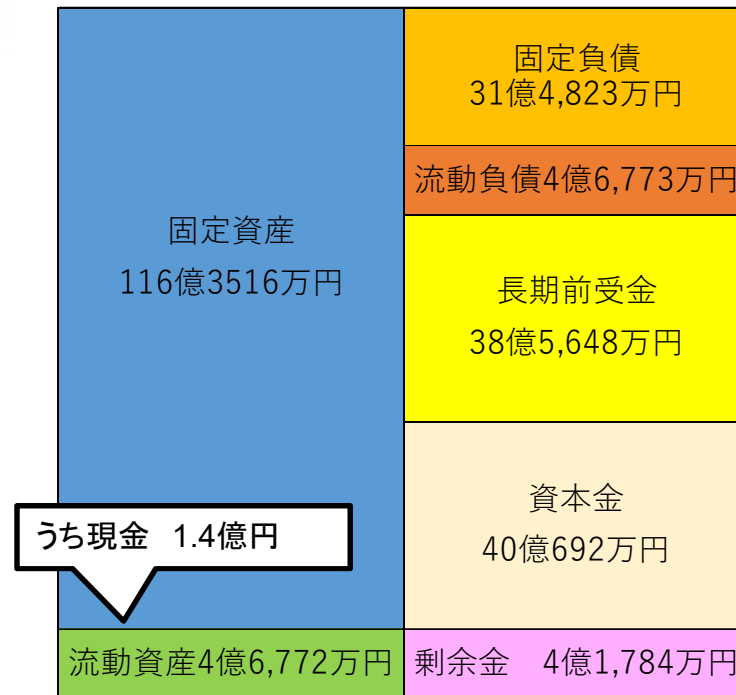 固定資産
116億3516万円
うち現金　1.4億円
流動資産4億6,772万円
固定負債
31億4,823万円
流動負債4億6,773万円
長期前受金
38億5,648万円
資本金
40億692万円
剰余金　4億1,784万円